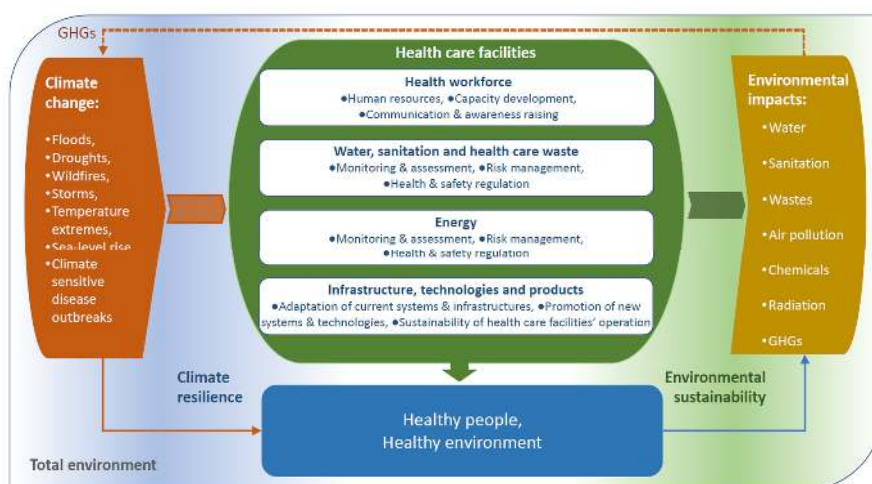 GHGs
Climate
change:
•Floods,
•Droughts,
•Wildfires,
•Storms,
•Temperature
extremes,
•Sea-level rise
•Climate
sensitive
disease
outbreaks
Health care facilities
Health workforce
●Human resources, ●Capacity development,
●Communication & awareness raising
Water, sanitation and health care waste
●Monitoring & assessment, ●Risk management,
●Health & safety regulation
Energy
●Monitoring & assessment, ●Risk management,
●Health & safety regulation
Infrastructure, technologies and products
●Adaptation of current systems & infrastructures, ●Promotion of new
systems & technologies, ●Sustainability of health care facilities' operation
Environmental
impacts:
•Water
•Sanitation
•Wastes
•Air pollution
•Chemicals
•Radiation
•GHGs
Climate
resilience
Environmental
sustainability
Healthy people,
Healthy environment
Total environment